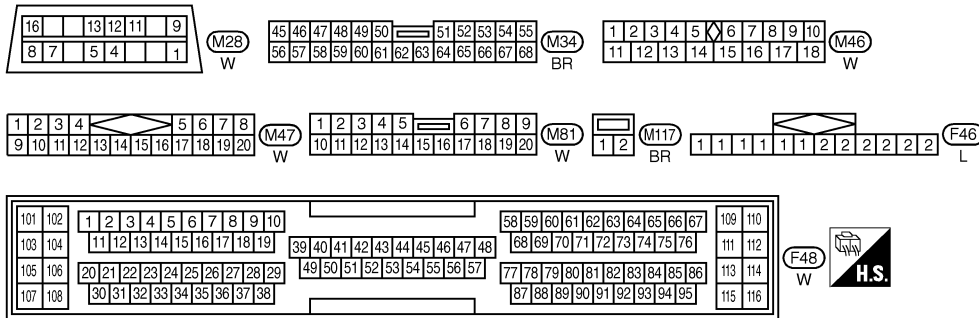 16 13 12 11 9
8 7 5 4 1
M28
W
45 46 47 48 49 50 51 52 53 54 55
56 57 58 59 60 61 62 63 64 65 66 67 68
M34
BR
1 2 3 4 5 6 7 8 9 10
11 12 13 14 15 16 17 18
M46
W
1 2 3 4 5 6 7 8
9 10 11 12 13 14 15 16 17 18 19 20
M47
W
1 2 3 4 5 6 7 8 9
10 11 12 13 14 15 16 17 18 19 20
M81
W
1 2
M117
BR
1 1 1 1 1 1 2 2 2 2 2 2
F46
L
101 102
103 104
105 106
107 108
1 2 3 4 5 6 7 8 9 10
11 12 13 14 15 16 17 18 19
20 21 22 23 24 25 26 27 28 29
30 31 32 33 34 35 36 37 38
39 40 41 42 43 44 45 46 47 48
49 50 51 52 53 54 55 56 57
58 59 60 61 62 63 64 65 66 67
68 69 70 71 72 73 74 75 76
77 78 79 80 81 82 83 84 85 86
87 88 89 90 91 92 93 94 95
109 110
111 112
113 114
115 116
F48
W
H.S.